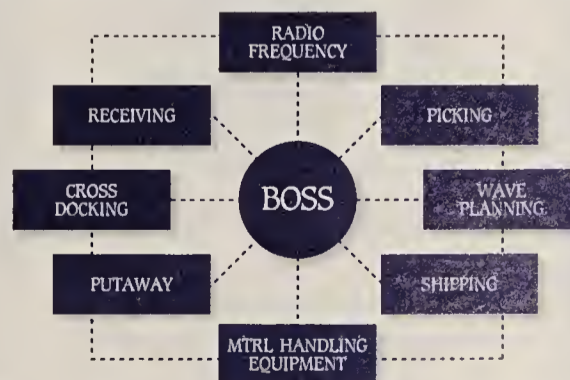 RADIO
FREQUENCY
RECEIVING
PICKING
CROSS
DOCKING
BOSS
WAVE
PLANNING
PUTAWAY
SHIPPING
MTRL HANDLING
EQUIPMENT